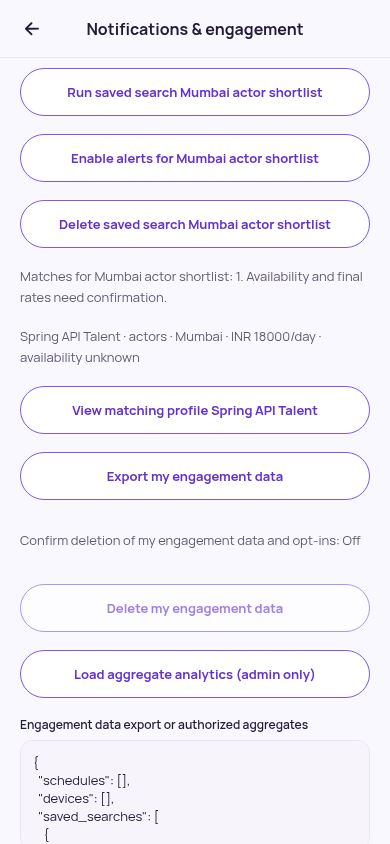 Notifications & engagement
Run saved search Mumbai actor shortlist
Enable alerts for Mumbai actor shortlist
Delete saved search Mumbai actor shortlist
Matches for Mumbai actor shortlist: 1. Availability and final
rates need confirmation.
Spring API Talent · actors · Mumbai · INR 18000/day ·
availability unknown
View matching profile Spring API Talent
Export my engagement data
Confirm deletion of my engagement data and opt-ins: Off
Delete my engagement data
Load aggregate analytics (admin only)
Engagement data export or authorized aggregates
{
"schedules": [],
"devices": [],
"saved_searches": [
{